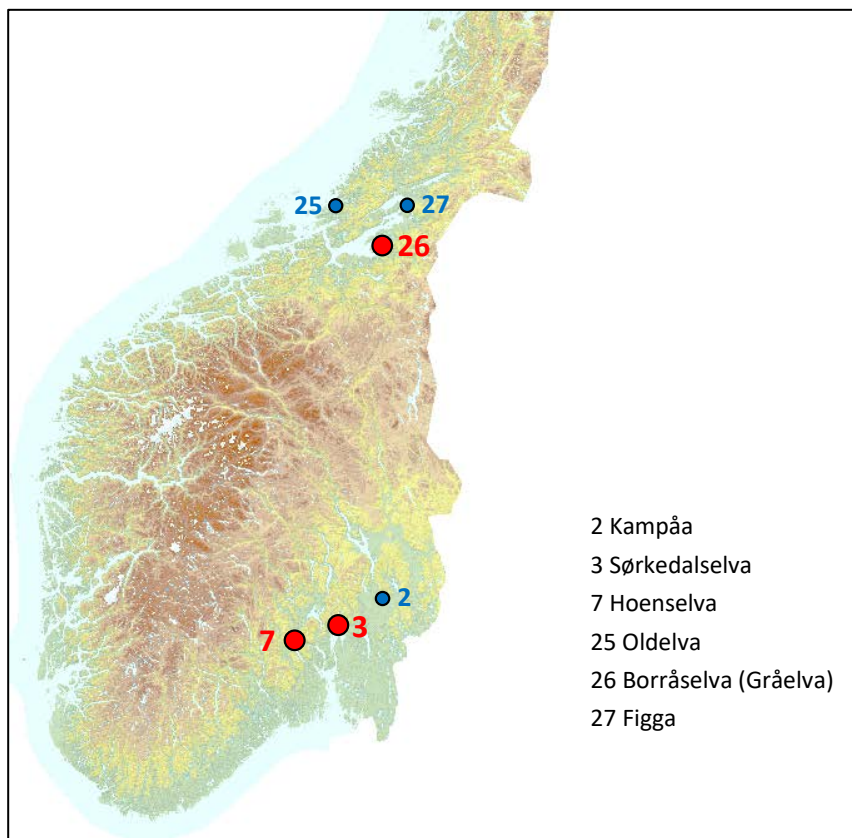 25
27
26
2
3
7
2 Kampåa
3 Sørkedalselva
7 Hoenselva
25 Oldelva
26 Borråselva (Gråelva)
27 Figga